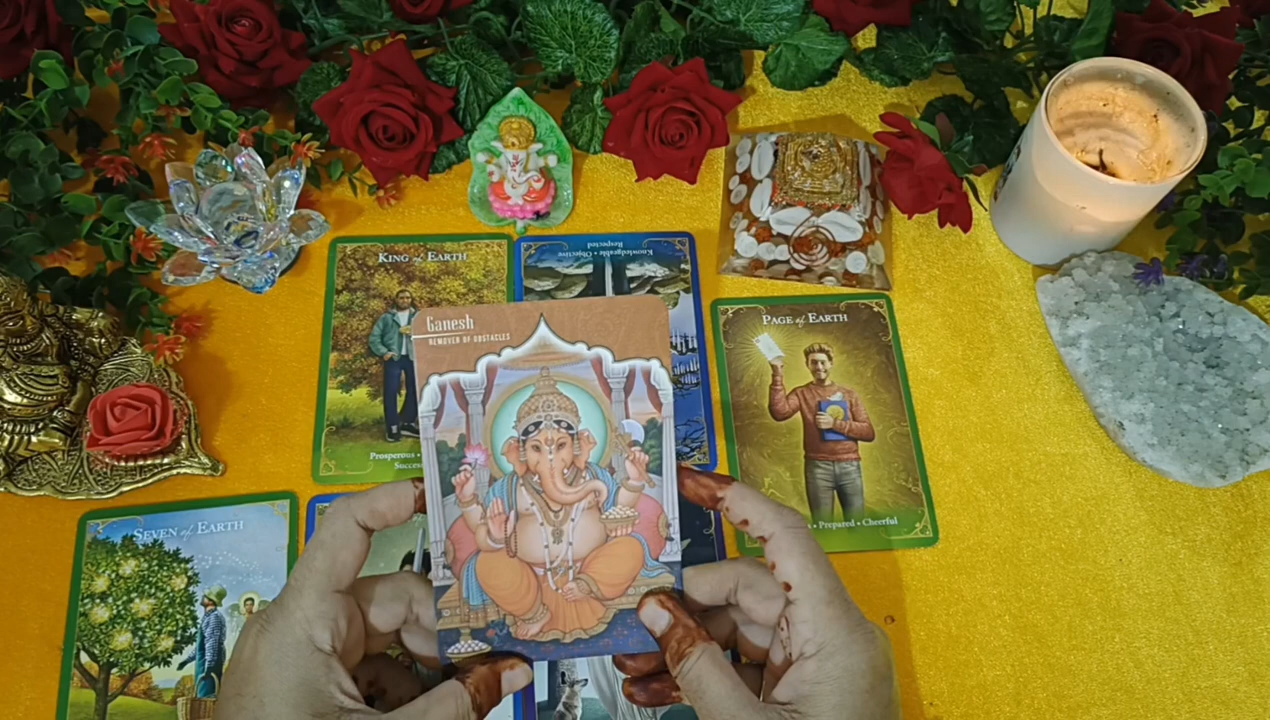 KING of EARTH
Knowledgeable • Objective
Respected
Ganesh
REMOVER OF OBSTACLES
PAGE of EARTH
Prosperous •
Succes
• Prepared • Cheerful
SEVEN of EARTH